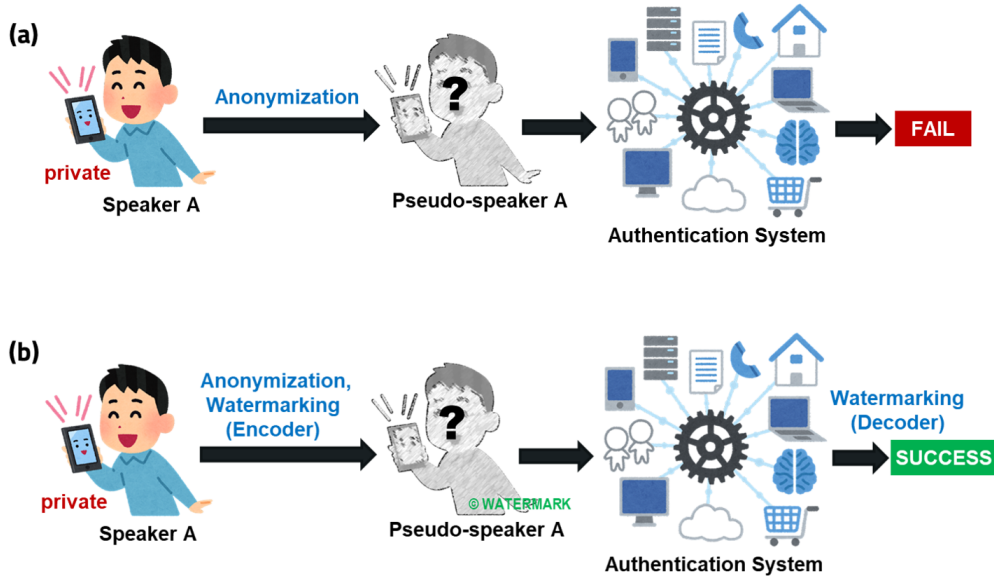 (a)
Anonymization
?
FAIL
private
Speaker A
Pseudo-speaker A
Authentication System
(b)
Anonymization,
Watermarking
(Encoder)
?
Watermarking
(Decoder)
SUCCESS
private
© WATERMARK
Speaker A
Pseudo-speaker A
Authentication System